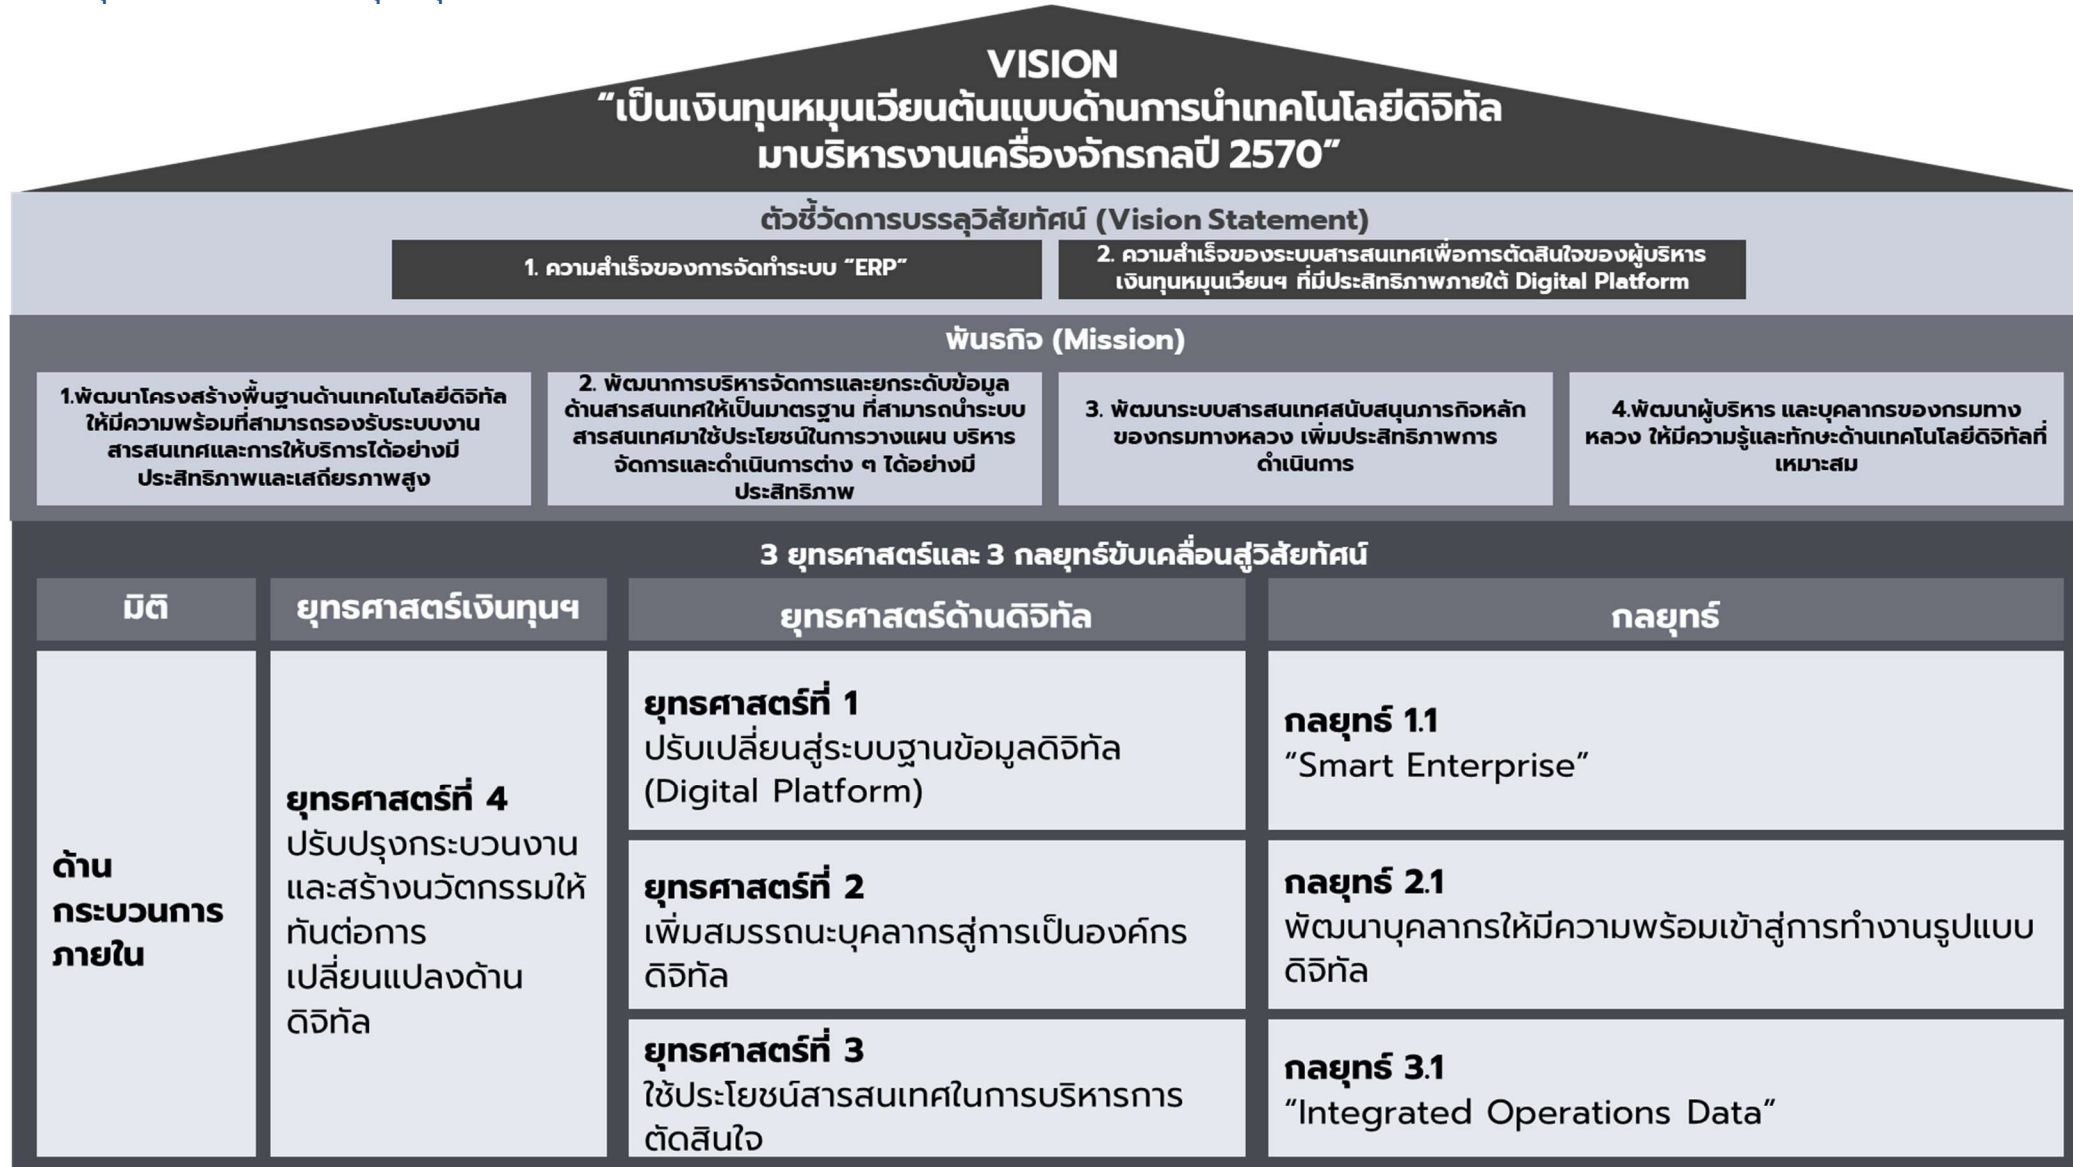 VISION
“เป็นเงินทุนหมุนเวียนต้นแบบด้านการนำเทคโนโลยีดิจิทัล
มาบริหารงานเครื่องจักรกลปี 2570”
ตัวชี้วัดการบรรลุวิสัยทัศน์ (Vision Statement)
1. ความสำเร็จของการจัดทำระบบ “ERP”
2. ความสำเร็จของระบบสารสนเทศเพื่อการตัดสินใจของผู้บริหาร
เงินทุนหมุนเวียนฯ ที่มีประสิทธิภาพภายใต้ Digital Platform
พันธกิจ (Mission)
1.พัฒนาโครงสร้างพื้นฐานด้านเทคโนโลยีดิจิทัล
ให้มีความพร้อมที่สามารถรองรับระบบงาน
สารสนเทศและการให้บริการได้อย่างมี
ประสิทธิภาพและเสถียรภาพสูง
2. พัฒนาการบริหารจัดการและยกระดับข้อมูล
ด้านสารสนเทศให้เป็นมาตรฐาน ที่สามารถนำระบบ
สารสนเทศมาใช้ประโยชน์ในการวางแผน บริหาร
จัดการและดำเนินการต่าง ๆ ได้อย่างมี
ประสิทธิภาพ
3. พัฒนาระบบสารสนเทศสนับสนุนภารกิจหลัก
ของกรมทางหลวง เพิ่มประสิทธิภาพการ
ดำเนินการ
4.พัฒนาผู้บริหาร และบุคลากรของกรมทาง
หลวง ให้มีความรู้และทักษะด้านเทคโนโลยีดิจิทัลที่
เหมาะสม
3 ยุทธศาสตร์และ 3 กลยุทธ์ขับเคลื่อนสู่วิสัยทัศน์
มิติ
ยุทธศาสตร์เงินทุนฯ
ยุทธศาสตร์ด้านดิจิทัล
กลยุทธ์
ด้าน
กระบวนการ
ภายใน
ยุทธศาสตร์ที่ 4
ปรับปรุงกระบวนงาน
และสร้างนวัตกรรมให้
ทันต่อการ
เปลี่ยนแปลงด้าน
ดิจิทัล
ยุทธศาสตร์ที่ 1
ปรับเปลี่ยนสู่ระบบฐานข้อมูลดิจิทัล
(Digital Platform)
กลยุทธ์ 1.1
“Smart Enterprise”
ยุทธศาสตร์ที่ 2
เพิ่มสมรรถนะบุคลากรสู่การเป็นองค์กร
ดิจิทัล
กลยุทธ์ 2.1
พัฒนาบุคลากรให้มีความพร้อมเข้าสู่การทำงานรูปแบบ
ดิจิทัล
ยุทธศาสตร์ที่ 3
ใช้ประโยชน์สารสนเทศในการบริหารการ
ตัดสินใจ
กลยุทธ์ 3.1
“Integrated Operations Data”